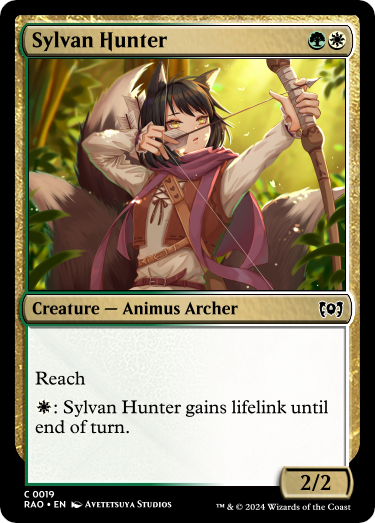 Sylvan Hunter
Creature — Animus Archer
Reach
: Sylvan Hunter gains lifelink until
end of turn.
2/2
C 0019
RAO • EN Avetetsuya Studios
™ & © 2024 Wizards of the Coast